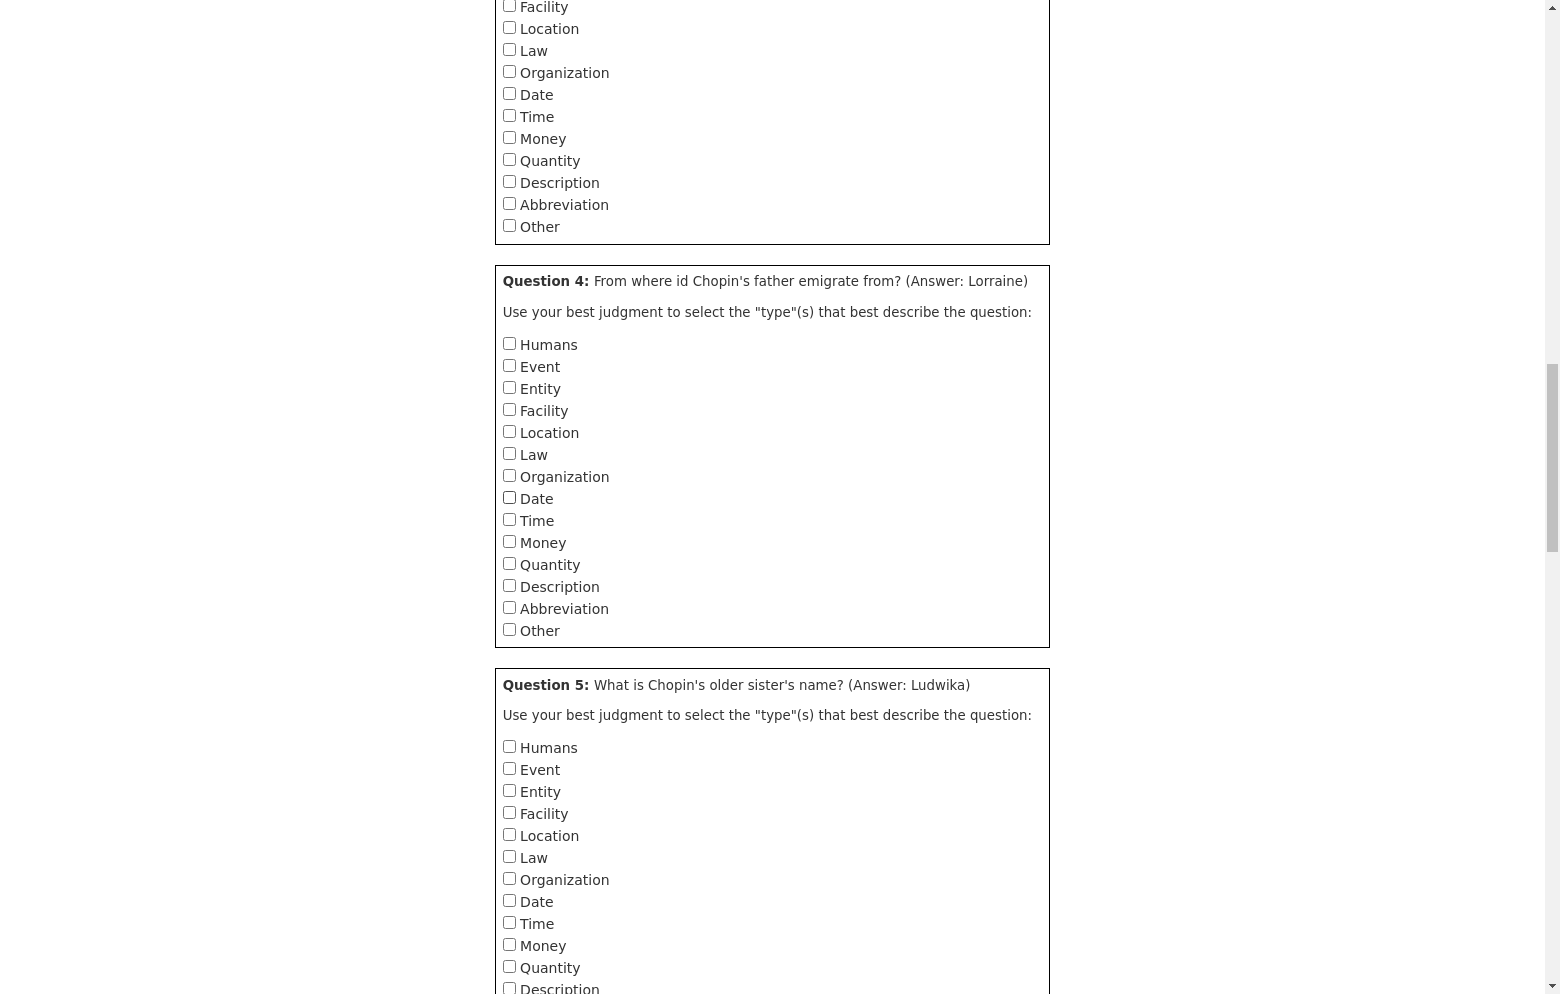 Facility
Location
Law
Organization
Date
Time
Money
Quantity
Description
Abbreviation
Other
Question 4: From where id Chopin's father emigrate from? (Answer: Lorraine)
Use your best judgment to select the "type"(s) that best describe the question:
Humans
Event
Entity
Facility
Location
Law
Organization
Date
Time
Money
Quantity
Description
Abbreviation
Other
Question 5: What is Chopin's older sister's name? (Answer: Ludwika)
Use your best judgment to select the "type"(s) that best describe the question:
Humans
Event
Entity
Facility
Location
Law
Organization
Date
Time
Money
Quantity
Description